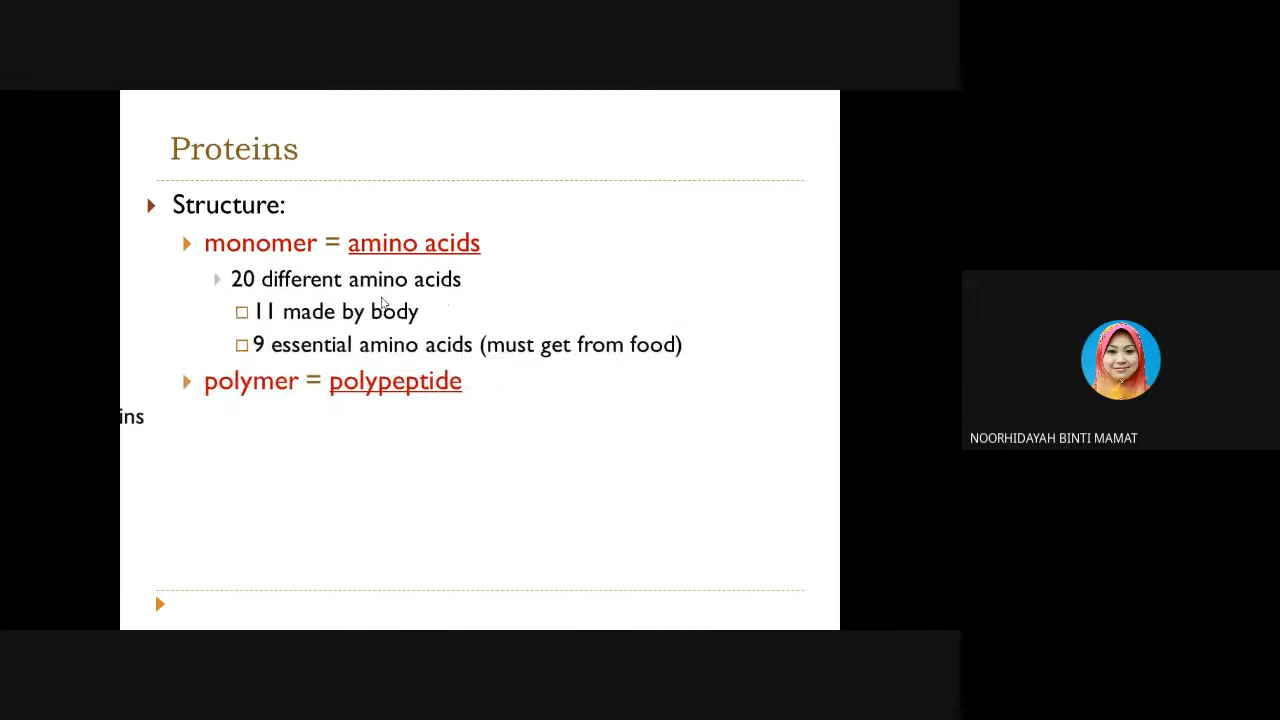 Proteins
Structure:
monomer = amino acids
20 different amino acids
11 made by body
9 essential amino acids (must get from food)
polymer = polypeptide
ins
NOORHIDAYAH BINTI MAMAT